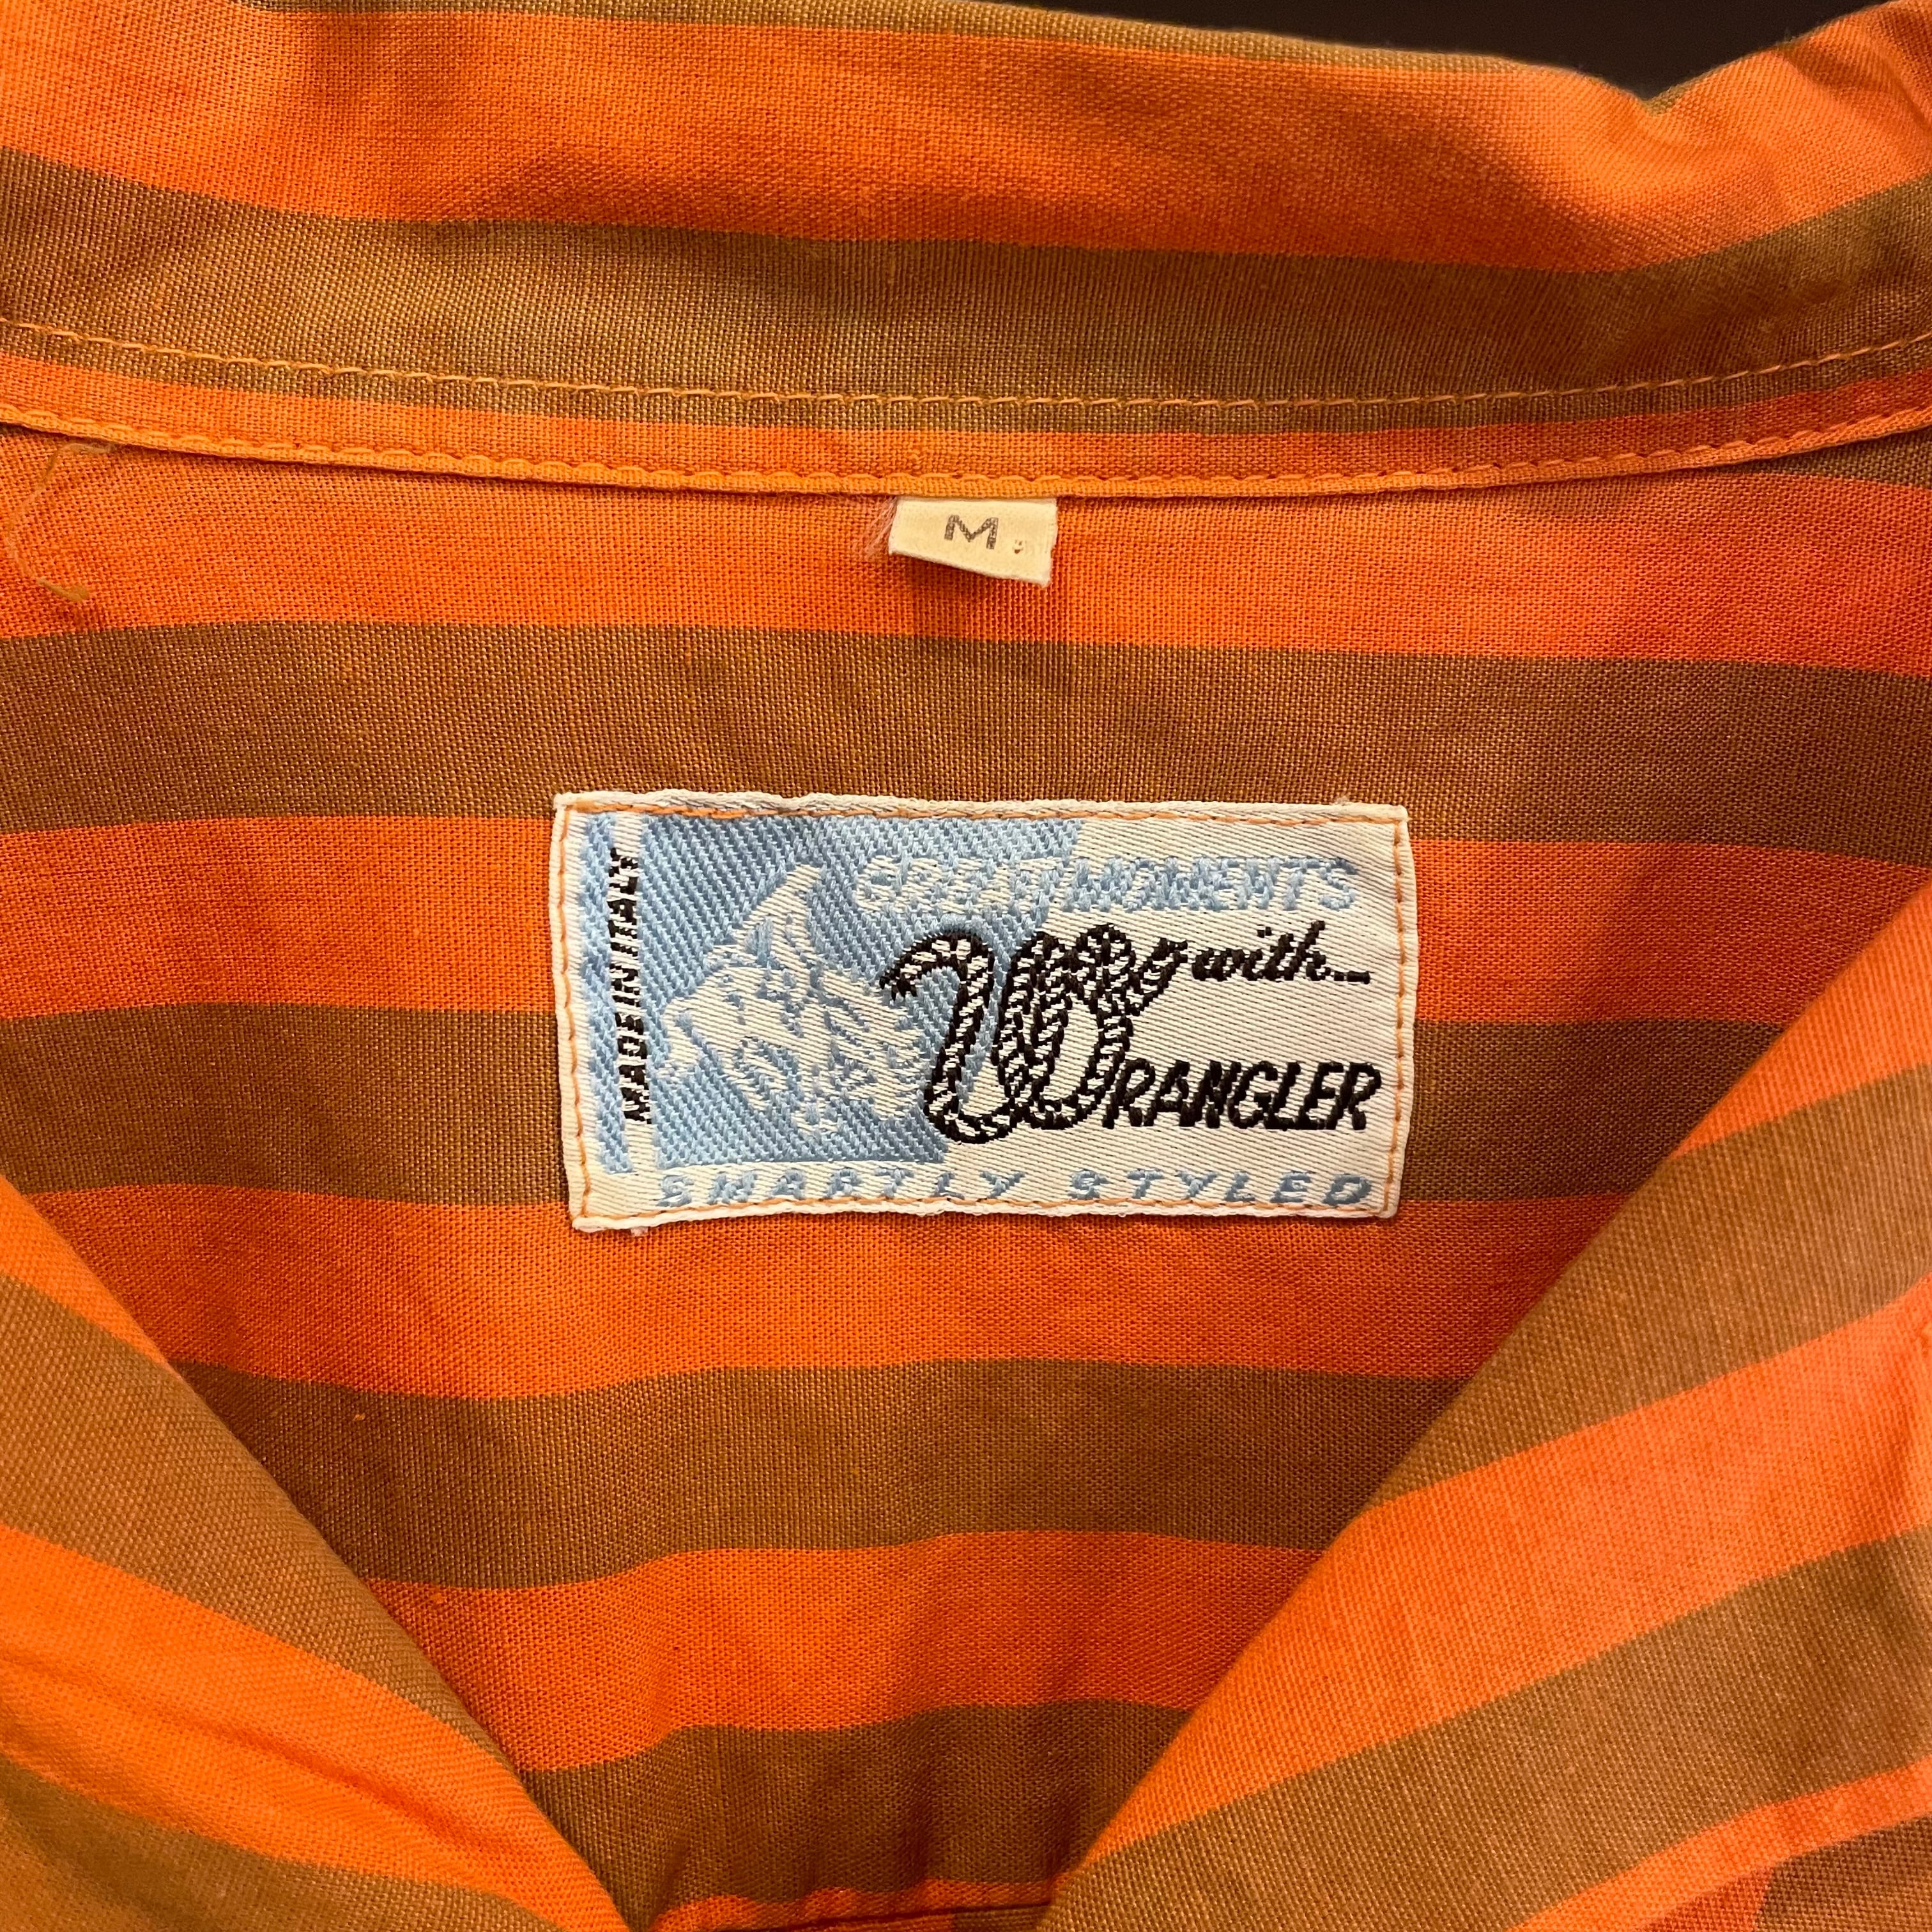 M
MADE IN ITALY
GREAT MOMENTS
with...
WRANGLER
SMARTLY STYLED